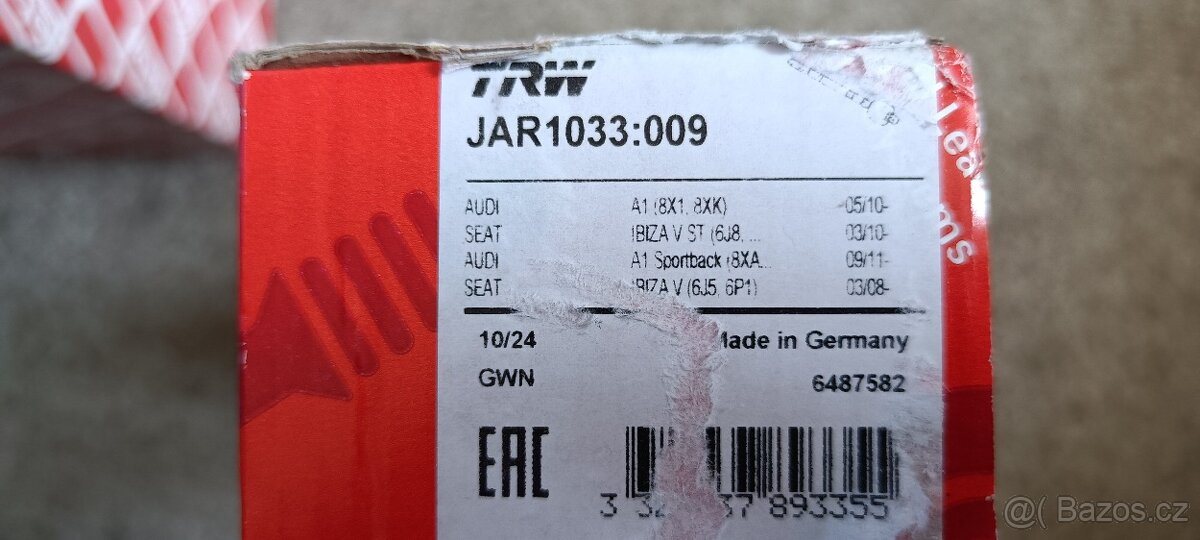 TRW
JAR1033:009
AUDI A1 (8X1, 8XK) 05/10-
SEAT IBIZA V ST (6J8, ... 03/10-
AUDI A1 Sportback (8XA... 09/11-
SEAT IBIZA V (6J5, 6P1) 03/08-
10/24 Made in Germany
GWN 6487582
EAC
893355
@( ) Bazos.cz